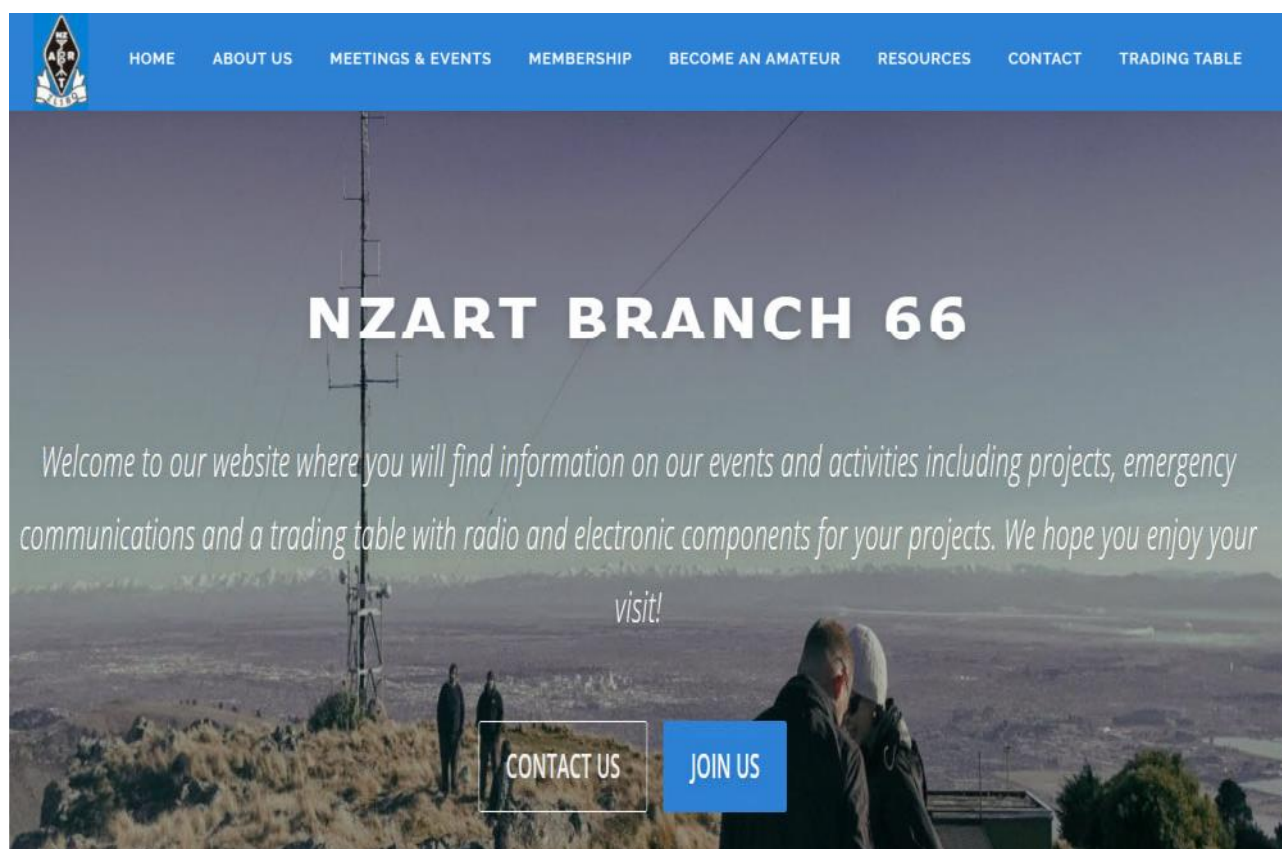 NZ
A R R
T
HOME ABOUT US MEETINGS & EVENTS MEMBERSHIP BECOME AN AMATEUR RESOURCES CONTACT TRADING TABLE
NZART BRANCH 66
Welcome to our website where you will find information on our events and activities including projects, emergency
communications and a trading table with radio and electronic components for your projects. We hope you enjoy your
visit!
CONTACT US JOIN US